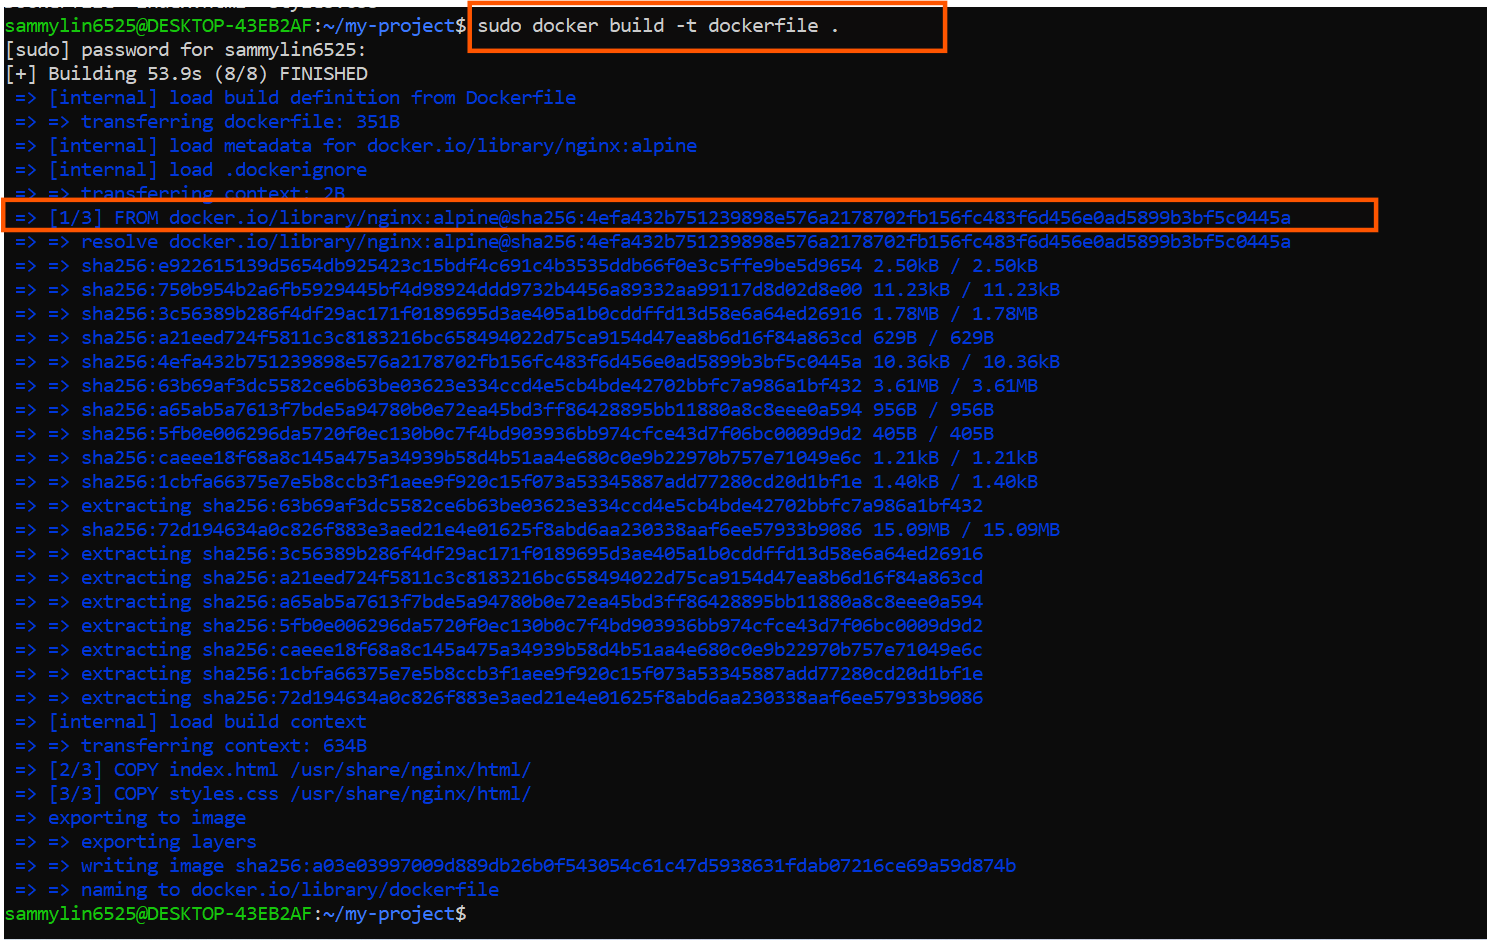 sammylin6525@DESKTOP-43EB2AF:~/my-project$ sudo docker build -t dockerfile .
[sudo] password for sammylin6525:
[+] Building 53.9s (8/8) FINISHED
=> [internal] load build definition from Dockerfile
=> => transferring dockerfile: 351B
=> [internal] load metadata for docker.io/library/nginx:alpine
=> [internal] load .dockerignore
=> => transferring context: 2B
=> [1/3] FROM docker.io/library/nginx:alpine@sha256:4efa432b751239898e576a2178702fb156fc483f6d456e0ad5899b3bf5c0445a
=> => resolve docker.io/library/nginx:alpine@sha256:4efa432b751239898e576a2178702fb156fc483f6d456e0ad5899b3bf5c0445a
=> => sha256:e922615139d5654db925423c15bdf4c691c4b3535ddb66f0e3c5ffe9be5d9654 2.50kB / 2.50kB
=> => sha256:750b954b2a6fb5929445bf4d98924ddd9732b4456a89332aa99117d8d02d8e00 11.23kB / 11.23kB
=> => sha256:3c56389b286f4df29ac171f0189695d3ae405a1b0cddffd13d58e6a64ed26916 1.78MB / 1.78MB
=> => sha256:a21eed724f5811c3c8183216bc658494022d75ca9154d47ea8b6d16f84a863cd 629B / 629B
=> => sha256:4efa432b751239898e576a2178702fb156fc483f6d456e0ad5899b3bf5c0445a 10.36kB / 10.36kB
=> => sha256:63b69af3dc5582ce6b63be03623e334ccd4e5cb4bde42702bbfc7a986a1bf432 3.61MB / 3.61MB
=> => sha256:a65ab5a7613f7bde5a94780b0e72ea45bd3ff86428895bb11880a8c8eee0a594 956B / 956B
=> => sha256:5fb0e006296da5720f0ec130b0c7f4bd903936bb974cfce43d7f06bc0009d9d2 405B / 405B
=> => sha256:caeee18f68a8c145a475a34939b58d4b51aa4e680c0e9b22970b757e71049e6c 1.21kB / 1.21kB
=> => sha256:1cbfa66375e7e5b8ccb3f1aee9f920c15f073a53345887add77280cd20d1bf1e 1.40kB / 1.40kB
=> => extracting sha256:63b69af3dc5582ce6b63be03623e334ccd4e5cb4bde42702bbfc7a986a1bf432
=> => sha256:72d194634a0c826f883e3aed21e4e01625f8abd6aa230338aaf6ee57933b9086 15.09MB / 15.09MB
=> => extracting sha256:3c56389b286f4df29ac171f0189695d3ae405a1b0cddffd13d58e6a64ed26916
=> => extracting sha256:a21eed724f5811c3c8183216bc658494022d75ca9154d47ea8b6d16f84a863cd
=> => extracting sha256:a65ab5a7613f7bde5a94780b0e72ea45bd3ff86428895bb11880a8c8eee0a594
=> => extracting sha256:5fb0e006296da5720f0ec130b0c7f4bd903936bb974cfce43d7f06bc0009d9d2
=> => extracting sha256:caeee18f68a8c145a475a34939b58d4b51aa4e680c0e9b22970b757e71049e6c
=> => extracting sha256:1cbfa66375e7e5b8ccb3f1aee9f920c15f073a53345887add77280cd20d1bf1e
=> => extracting sha256:72d194634a0c826f883e3aed21e4e01625f8abd6aa230338aaf6ee57933b9086
=> [internal] load build context
=> => transferring context: 634B
=> [2/3] COPY index.html /usr/share/nginx/html/
=> [3/3] COPY styles.css /usr/share/nginx/html/
=> exporting to image
=> => exporting layers
=> => writing image sha256:a03e03997009d889db26b0f543054c61c47d5938631fdab07216ce69a59d874b
=> => naming to docker.io/library/dockerfile
sammylin6525@DESKTOP-43EB2AF:~/my-project$